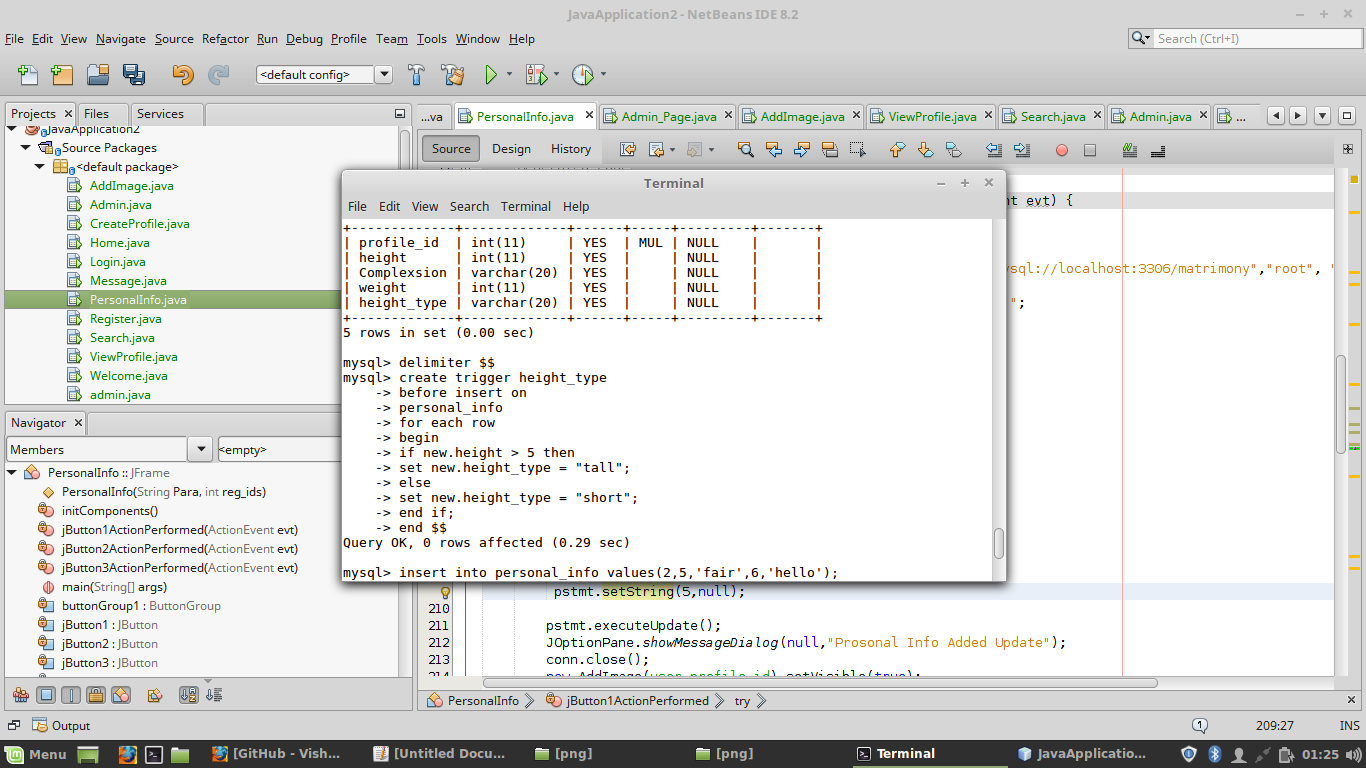 JavaApplication2 - NetBeans IDE 8.2
File Edit View Navigate Source Refactor Run Debug Profile Team Tools Window Help
Search (Ctrl+I)
<default config>
Projects Files Services
...va PersonalInfo.java Admin_Page.java AddImage.java ViewProfile.java Search.java Admin.java ...
Source Design History
JavaApplication2
Source Packages
<default package>
AddImage.java
Admin.java
CreateProfile.java
Home.java
Login.java
Message.java
PersonalInfo.java
Register.java
Search.java
ViewProfile.java
Welcome.java
admin.java
Navigator
Members
<empty>
PersonalInfo :: JFrame
PersonalInfo(String Para, int reg_ids)
initComponents()
jButton1ActionPerformed(ActionEvent evt)
jButton2ActionPerformed(ActionEvent evt)
jButton3ActionPerformed(ActionEvent evt)
main(String[] args)
buttonGroup1 : ButtonGroup
jButton1 : JButton
jButton2 : JButton
jButton3 : JButton
Terminal
File Edit View Search Terminal Help
+-------------+-------------+------+-----+---------+-------+
| profile_id  | int(11)     | YES  | MUL | NULL    |       |
| height      | int(11)     | YES  |     | NULL    |       |
| Complexsion | varchar(20) | YES  |     | NULL    |       |
| weight      | int(11)     | YES  |     | NULL    |       |
| height_type | varchar(20) | YES  |     | NULL    |       |
+-------------+-------------+------+-----+---------+-------+
5 rows in set (0.00 sec)
mysql> delimiter $$
mysql> create trigger height_type
-> before insert on
-> personal_info
-> for each row
-> begin
-> if new.height > 5 then
-> set new.height_type = "tall";
-> else
-> set new.height_type = "short";
-> end if;
-> end $$
Query OK, 0 rows affected (0.29 sec)
mysql> insert into personal_info values(2,5,'fair',6,'hello');
nt evt) {
ysql://localhost:3306/matrimony","root", "
";
pstmt.setString(5,null);
210
211 pstmt.executeUpdate();
212 JOptionPane.showMessageDialog(null,"Prosonal Info Added Update");
213 conn.close();
214 new AddImage(user_profile_id).setVisible(true);
PersonalInfo jButton1ActionPerformed try
Output
1 209:27 INS
Menu [GitHub - Vish... [Untitled Docu... [png] [png] Terminal JavaApplicatio... 01:25